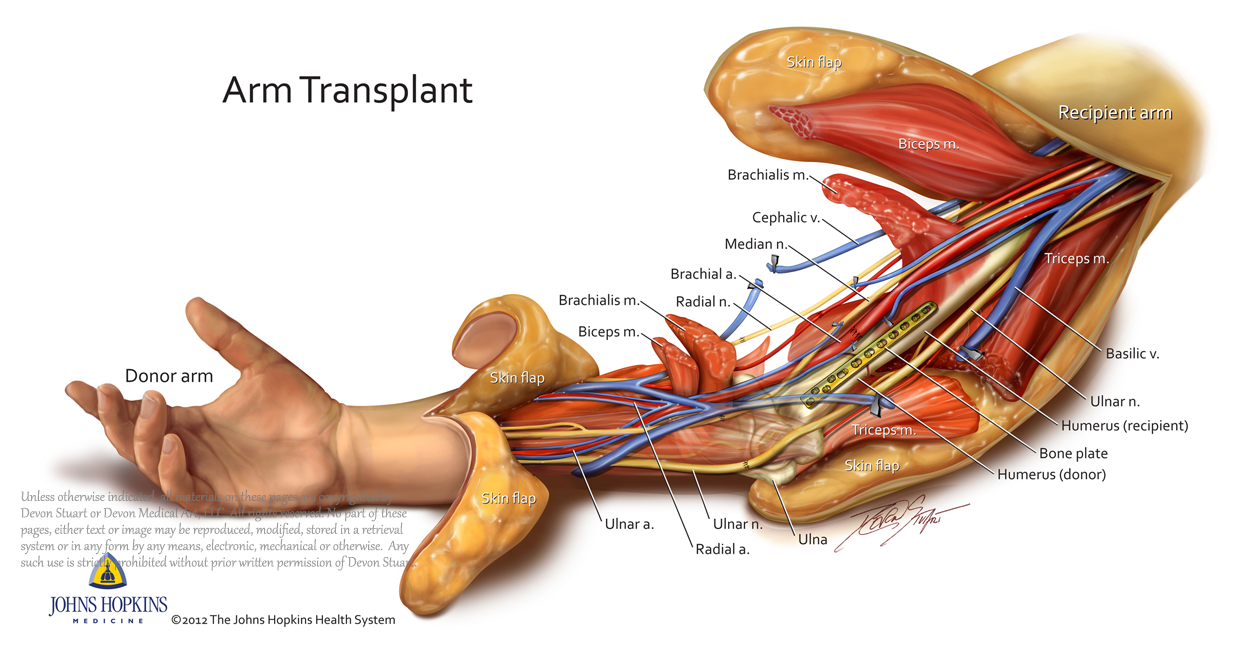 Arm Transplant
Skin flap
Recipient arm
Biceps m.
Brachialis m.
Cephalic v.
Median n.
Triceps m.
Brachial a.
Radial n.
Brachialis m.
Biceps m.
Basilic v.
Donor arm
Skin flap
Ulnar n.
Humerus (recipient)
Triceps m.
Bone plate
Skin flap
Humerus (donor)
Skin flap
Ulnar a.
Ulnar n.
Ulna
Radial a.
Devon Stuart
Unless otherwise indicated, all materials on these pages are copyrighted by
Devon Stuart or Devon Medical Art, LLC. All rights reserved. No part of these
pages, either text or image may be reproduced, modified, stored in a retrieval
system or in any form by any means, electronic, mechanical or otherwise. Any
such use is strictly prohibited without prior written permission of Devon Stuart.
JOHNS HOPKINS
MEDICINE
©2012 The Johns Hopkins Health System